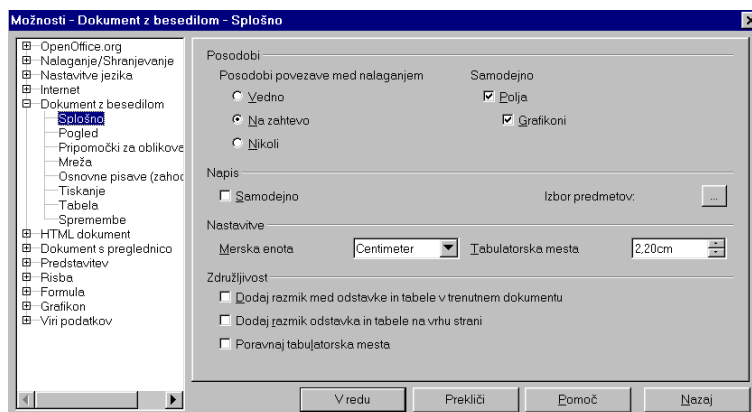 Možnosti - Dokument z besedilom - Splošno
OpenOffice.org
Nalaganje/Shranjevanje
Nastavitve jezika
Internet
Dokument z besedilom
Splošno
Pogled
Pripomočki za oblikova
Mreža
Osnovne pisave (zahod
Tiskanje
Tabela
Spremembe
HTML dokument
Dokument s preglednico
Predstavitev
Risba
Formula
Grafikon
Viri podatkov
Posodobi
Posodobi povezave med nalaganjem
Samodejno
Vedno
Polja
Na zahtevo
Grafikoni
Nikoli
Napis
Samodejno
Izbor predmetov:
...
Nastavitve
Merska enota
Centimeter
Tabulatorska mesta
2,20cm
Združljivost
Dodaj razmik med odstavke in tabele v trenutnem dokumentu
Dodaj razmik odstavka in tabele na vrhu strani
Poravnaj tabulatorska mesta
V redu
Prekliči
Pomoč
Nazaj